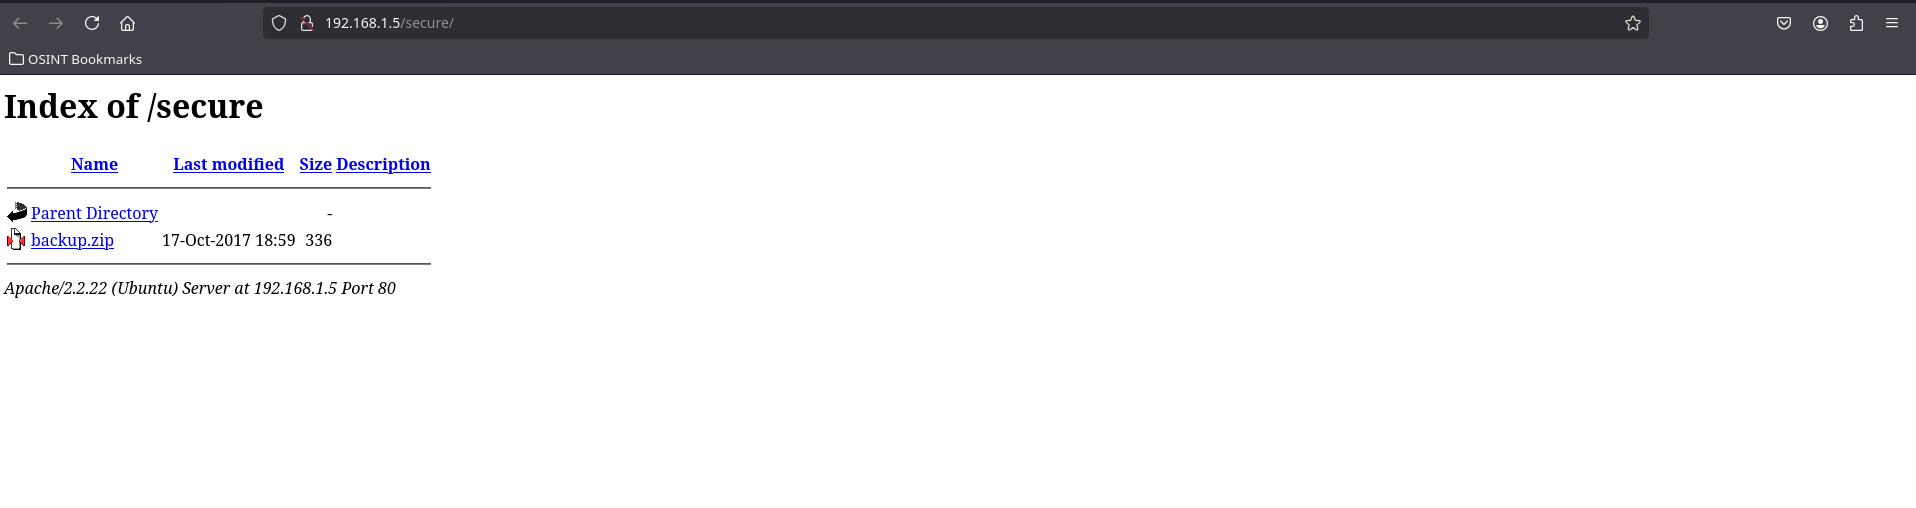 192.168.1.5/secure/
OSINT Bookmarks
Index of /secure
Name Last modified Size Description
Parent Directory -
backup.zip 17-Oct-2017 18:59 336
Apache/2.2.22 (Ubuntu) Server at 192.168.1.5 Port 80